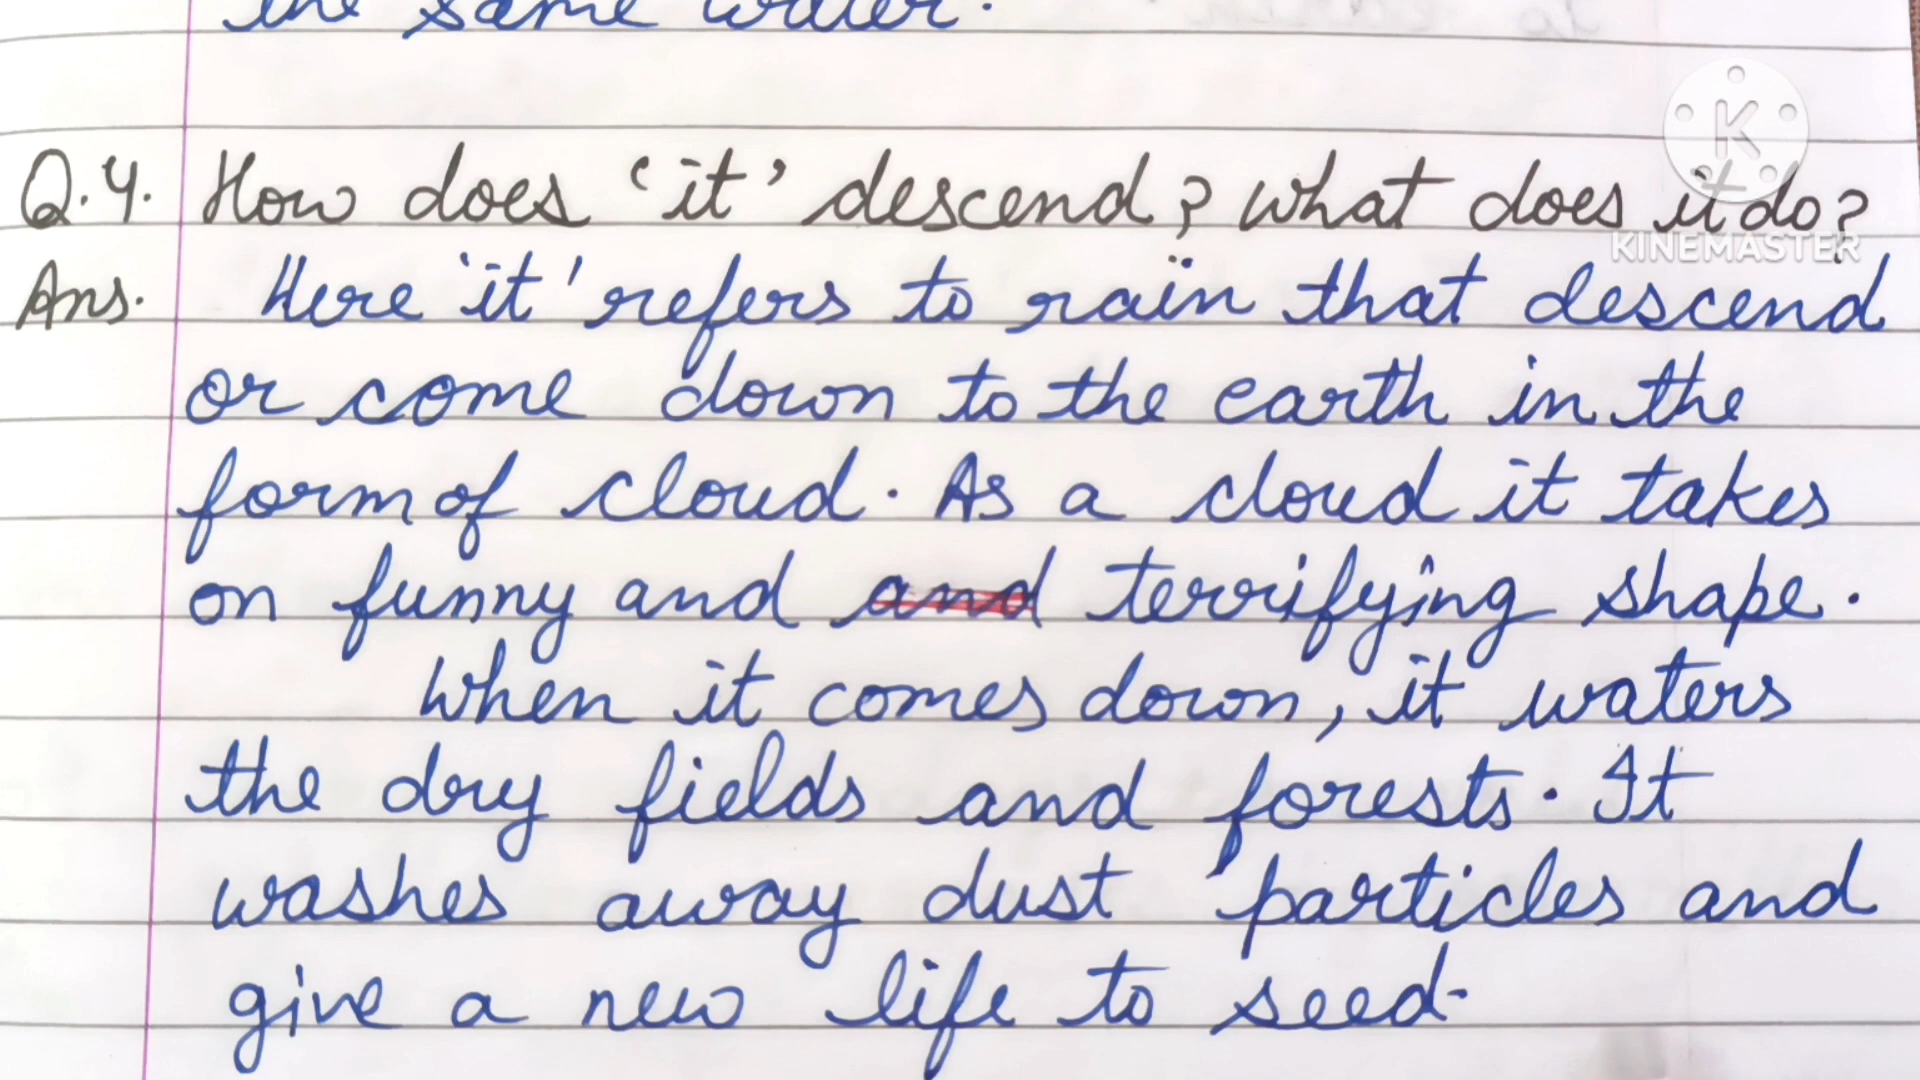 the same water.
Q.4. How does 'it' descend? What does it do?
KINEMASTER
Ans. Here 'it' refers to rain that descend
or come down to the earth in the
form of cloud. As a cloud it takes
on funny and and terrifying shape.
When it comes down, it waters
the dry fields and forests. It
washes away dust particles and
give a new life to seed.